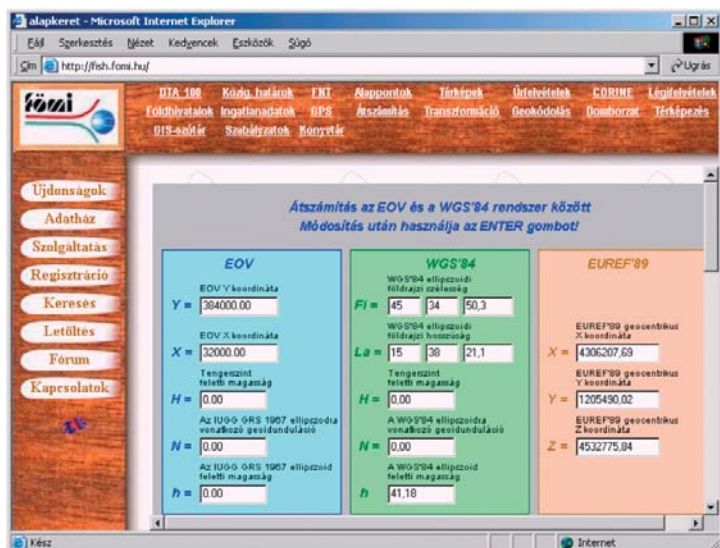 alapkeret - Microsoft Internet Explorer
Fájl Szerkesztés Nézet Kedvencek Eszközök Súgó
Cím http://fish.fomi.hu/ Ugrás
fömi
DTA 100 Közig. határok FNT Alappontok Térképek Űrfelvételek CORINE Légifelvételek
Földhivatalok Ingatlanadatok GPS Átszámítás Transzformáció Geokódolás Domborzat Térképezés
GIS-szótár Szabályzatok Könyvtár
Újdonságok
Adatház
Szolgáltatás
Regisztráció
Keresés
Letöltés
Fórum
Kapcsolatok
Átszámítás az EOV és a WGS'84 rendszer között
Módosítás után használja az ENTER gombot!
EOV
EOV Y koordináta
Y = 384000.00
EOV X koordináta
X = 32000.00
Tengerszint
feletti magasság
H = 0.00
Az IUGG GRS 1967 ellipszoidra
vonatkozó geoidunduláció
N = 0.00
Az IUGG GRS 1967 ellipszoid
feletti magasság
h = 0.00
WGS'84
WGS'84 ellipszoidi
földrajzi szélesség
Fi = 45 34 50,3
WGS'84 ellipszoidi
földrajzi hosszúság
La = 15 38 21,1
Tengerszint
feletti magasság
H = 0,00
A WGS'84 ellipszoidra
vonatkozó geoidunduláció
N = 0,00
A WGS'84 ellipszoid
feletti magasság
h 41,18
EUREF'89
EUREF'89 geocentrikus
X koordináta
X = 4306207,69
EUREF'89 geocentrikus
Y koordináta
Y = 1205490,02
EUREF'89 geocentrikus
Z koordináta
Z = 4532775,84
Kész Internet